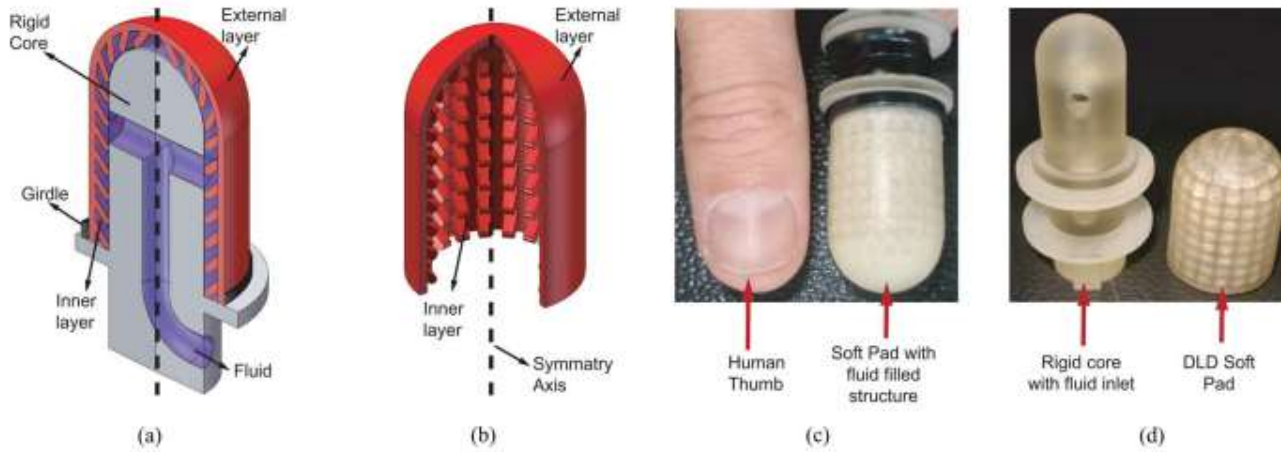 Rigid
Core
External
layer
Girdle
Inner
layer
Fluid
(a)
External
layer
Inner
layer
Symmetry
Axis
(b)
Human
Thumb
Soft Pad with
fluid filled
structure
(c)
Rigid core
with fluid inlet
DLD Soft
Pad
(d)